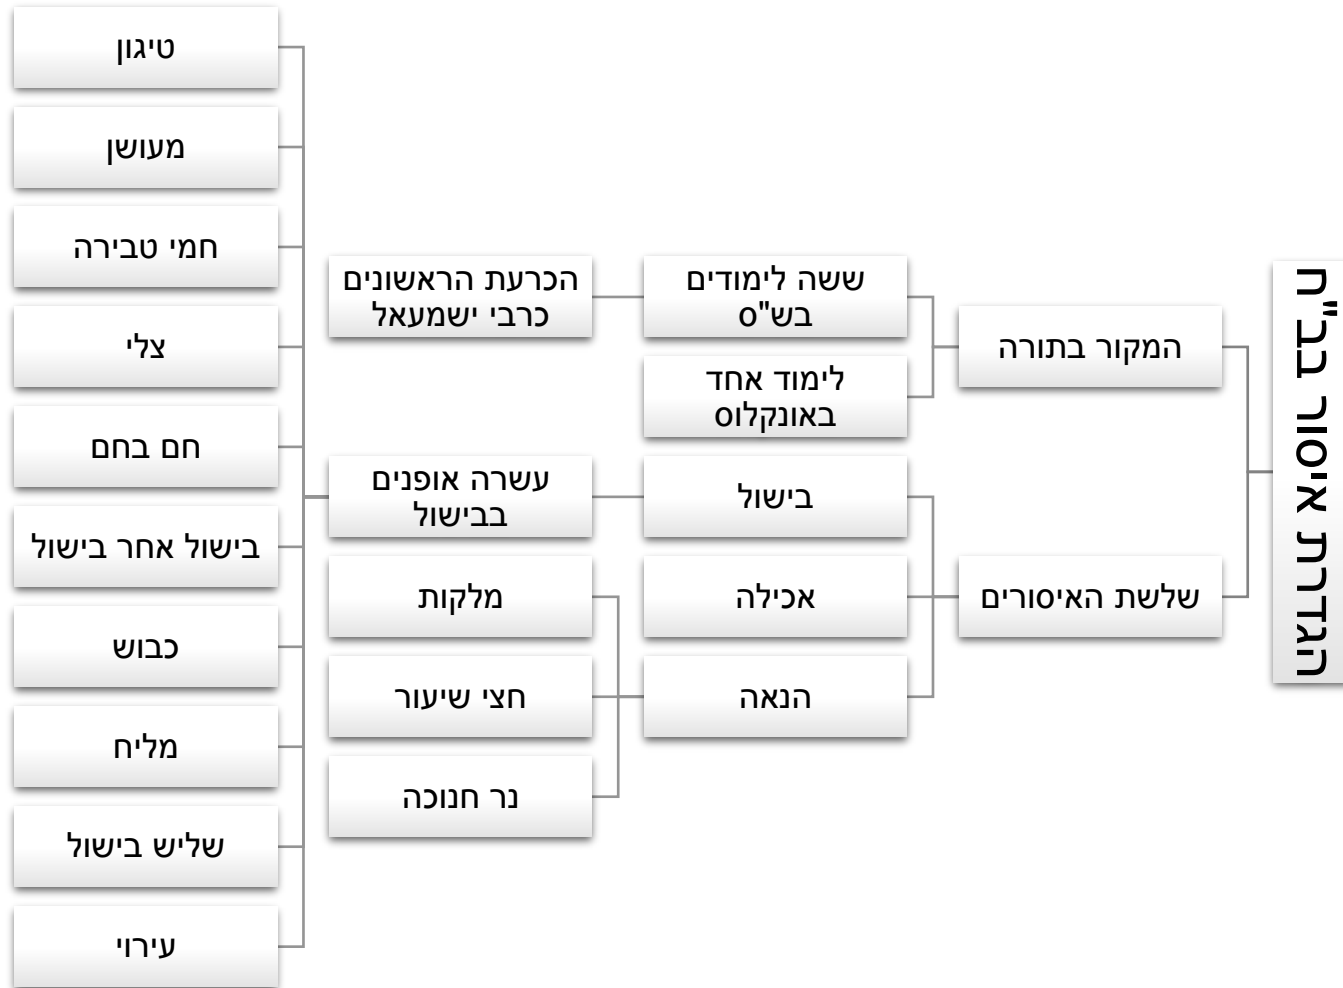 הגדרת איסור בב"ח
המקור בתורה
ששה לימודים
בש"ס
הכרעת הראשונים
כרבי ישמעאל
לימוד אחד
באונקלוס
שלשת האיסורים
בישול
עשרה אופנים
בבישול
טיגון
מעושן
חמי טבירה
צלי
חם בחם
בישול אחר בישול
כבוש
מליח
שליש בישול
עירוי
אכילה
הנאה
מלקות
חצי שיעור
נר חנוכה